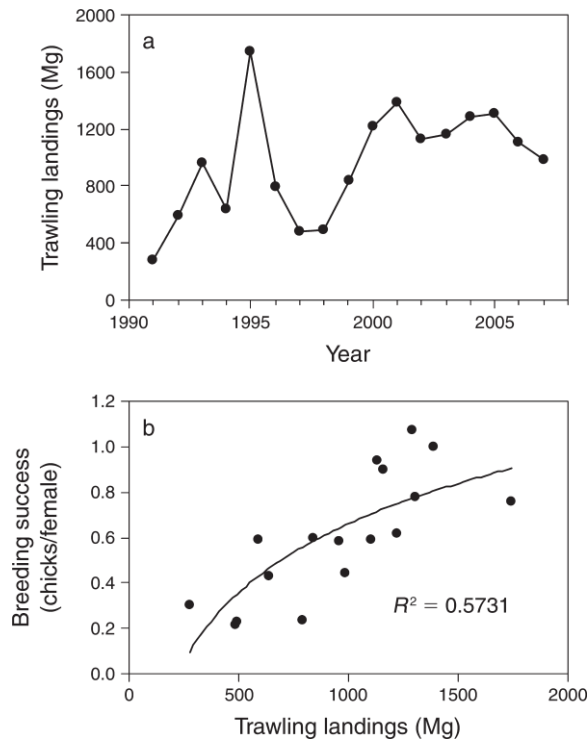 a
Trawling landings (Mg)
2000
1600
1200
800
400
0
1990
1995
2000
2005
Year
b
Breeding success
(chicks/female)
1.2
1.0
0.8
0.6
0.4
0.2
0.0
R² = 0.5731
0
500
1000
1500
2000
Trawling landings (Mg)